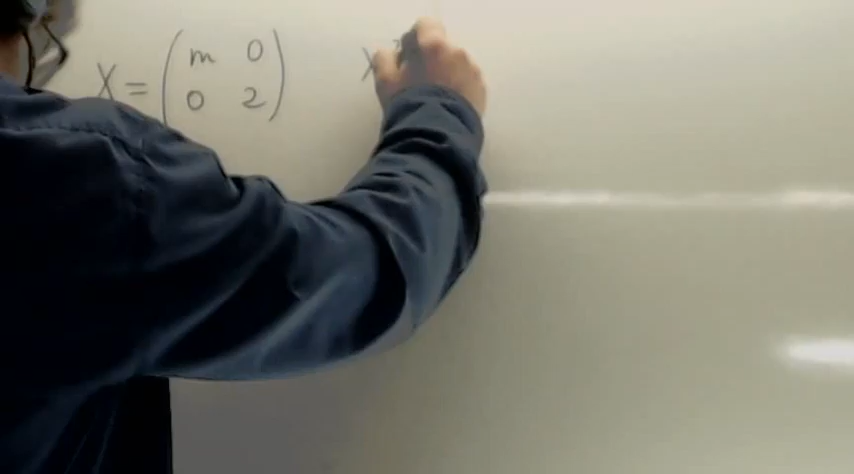 X = (m 0
0 2) X